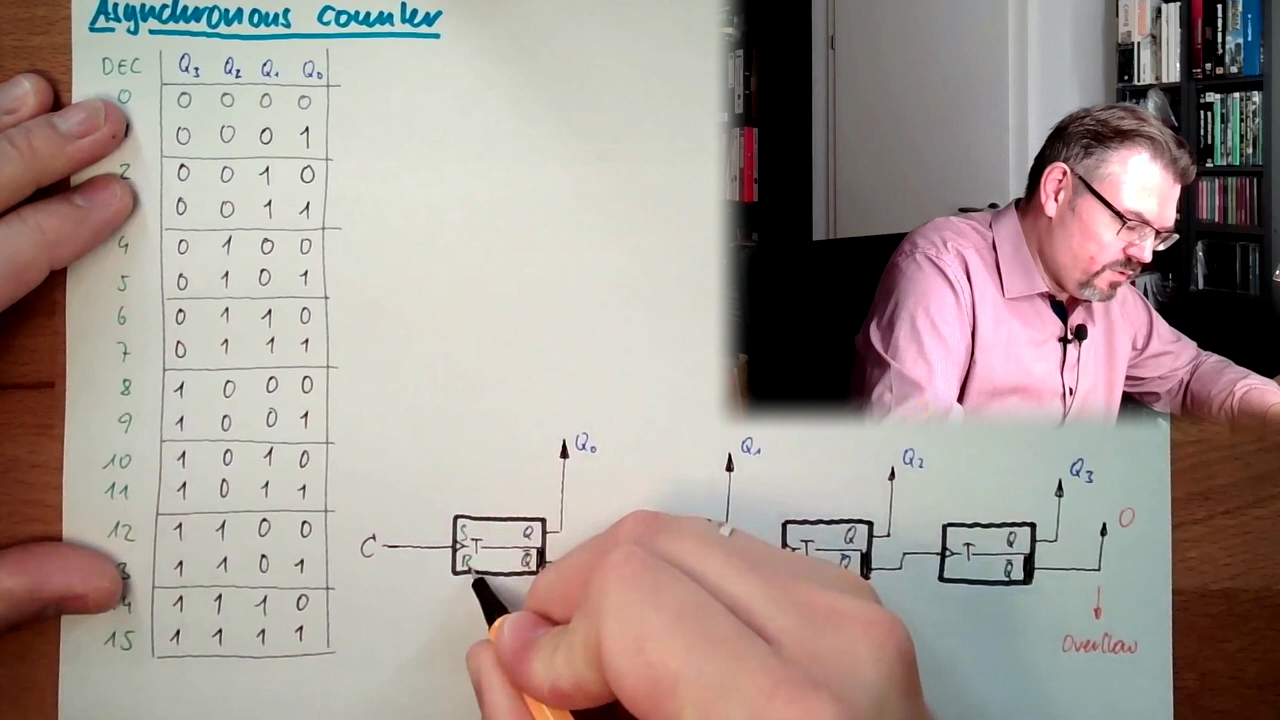 Asynchronous counter
DEC Q₃ Q₂ Q₁ Q₀
0 0 0 0 0
0 0 0 1
2 0 0 1 0
0 0 1 1
4 0 1 0 0
5 0 1 0 1
6 0 1 1 0
7 0 1 1 1
8 1 0 0 0
9 1 0 0 1
10 1 0 1 0
11 1 0 1 1
12 1 1 0 0
3 1 1 0 1
4 1 1 1 0
15 1 1 1 1
Q₀ Q₁ Q₂ Q₃
C S T R Q Q̅
T Q Q̅
T Q Q̅
O
Overflow